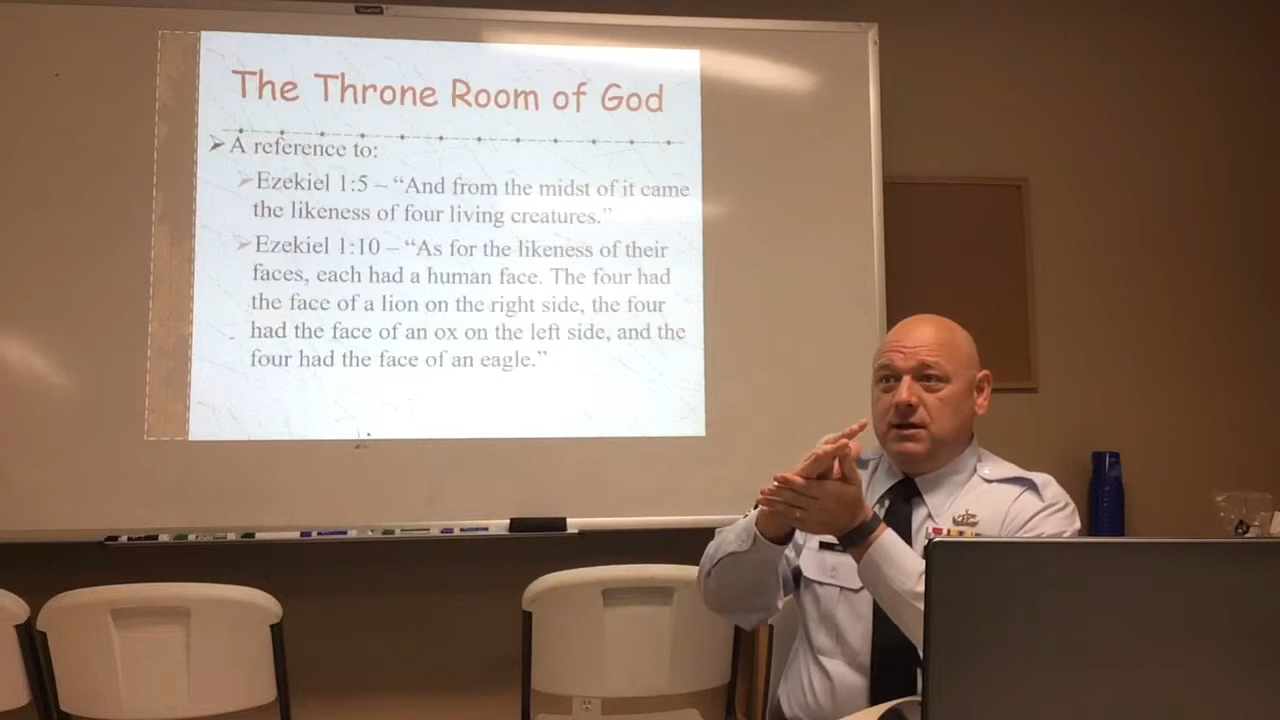 The Throne Room of God
➢A reference to:
➢Ezekiel 1:5 – “And from the midst of it came
the likeness of four living creatures.”
➢Ezekiel 1:10 – “As for the likeness of their
faces, each had a human face. The four had
the face of a lion on the right side, the four
had the face of an ox on the left side, and the
four had the face of an eagle.”